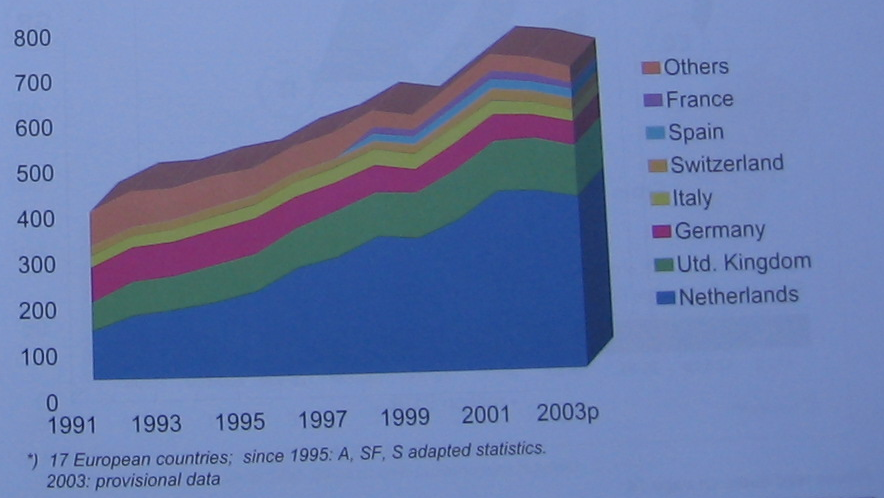 800
700
600
500
400
300
200
100
0
1991 1993 1995 1997 1999 2001 2003p
Others
France
Spain
Switzerland
Italy
Germany
Utd. Kingdom
Netherlands
*) 17 European countries; since 1995: A, SF, S adapted statistics.
2003: provisional data